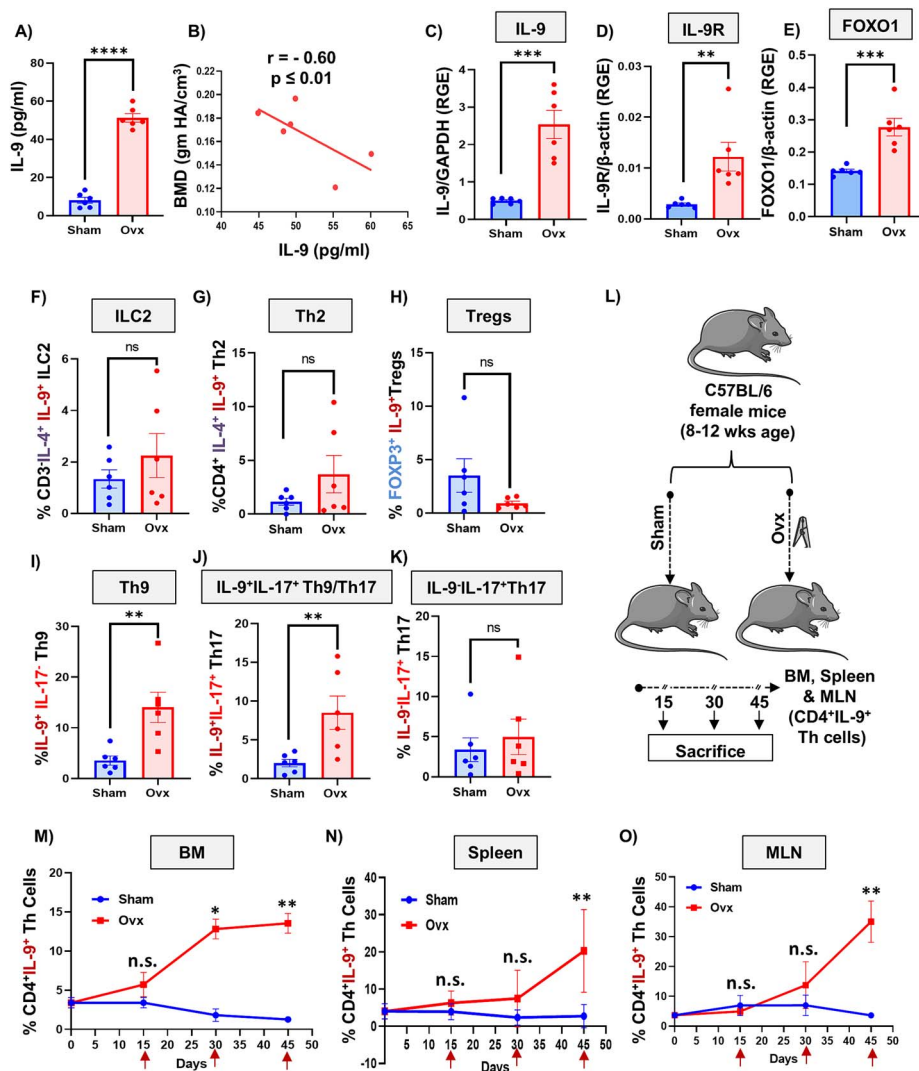 A)
****
IL-9 (pg/ml)
80
60
40
20
0
Sham
Ovx
B)
r = - 0.60
p ≤ 0.01
BMD (gm HA/cm³)
0.20
0.18
0.16
0.14
0.12
0.10
40
45
50
55
60
65
IL-9 (pg/ml)
C)
IL-9
***
IL-9/GAPDH (RGE)
4
3
2
1
0
Sham
Ovx
D)
IL-9R
**
IL-9R/β-actin (RGE)
0.03
0.02
0.01
0.00
Sham
Ovx
E)
FOXO1
***
FOXO1/β-actin (RGE)
0.5
0.4
0.3
0.2
0.1
0.0
Sham
Ovx
F)
ILC2
ns
% CD3⁻IL-4⁺ IL-9⁺ ILC2
6
4
2
0
Sham
Ovx
G)
Th2
ns
%CD4⁺ IL-4⁺ IL-9⁺ Th2
15
10
5
0
Sham
Ovx
H)
Tregs
ns
% FOXP3⁺ IL-9⁺Tregs
15
10
5
0
Sham
Ovx
I)
Th9
**
%IL-9⁺ IL-17⁻ Th9
30
20
10
0
Sham
Ovx
J)
IL-9⁺IL-17⁺ Th9/Th17
**
% IL-9⁺IL-17⁺ Th17
20
15
10
5
0
Sham
Ovx
K)
IL-9⁻IL-17⁺Th17
ns
% IL-9⁻IL-17⁺ Th17
20
15
10
5
0
Sham
Ovx
L)
C57BL/6
female mice
(8-12 wks age)
Sham
Ovx
15
30
45
Sacrifice
BM, Spleen
& MLN
(CD4⁺IL-9⁺
Th cells)
M)
BM
% CD4⁺IL-9⁺ Th Cells
20
15
10
5
0
Sham
Ovx
n.s.
*
**
0
5
10
15
20
25
30
35
40
45
50
Days
N)
Spleen
% CD4⁺IL-9⁺ Th Cells
40
30
20
10
0
-10
Sham
Ovx
n.s.
n.s.
**
0
5
10
15
20
25
30
35
40
45
50
Days
O)
MLN
% CD4⁺IL-9⁺ Th Cells
50
40
30
20
10
0
Sham
Ovx
n.s.
n.s.
**
0
5
10
15
20
25
30
35
40
45
50
Days